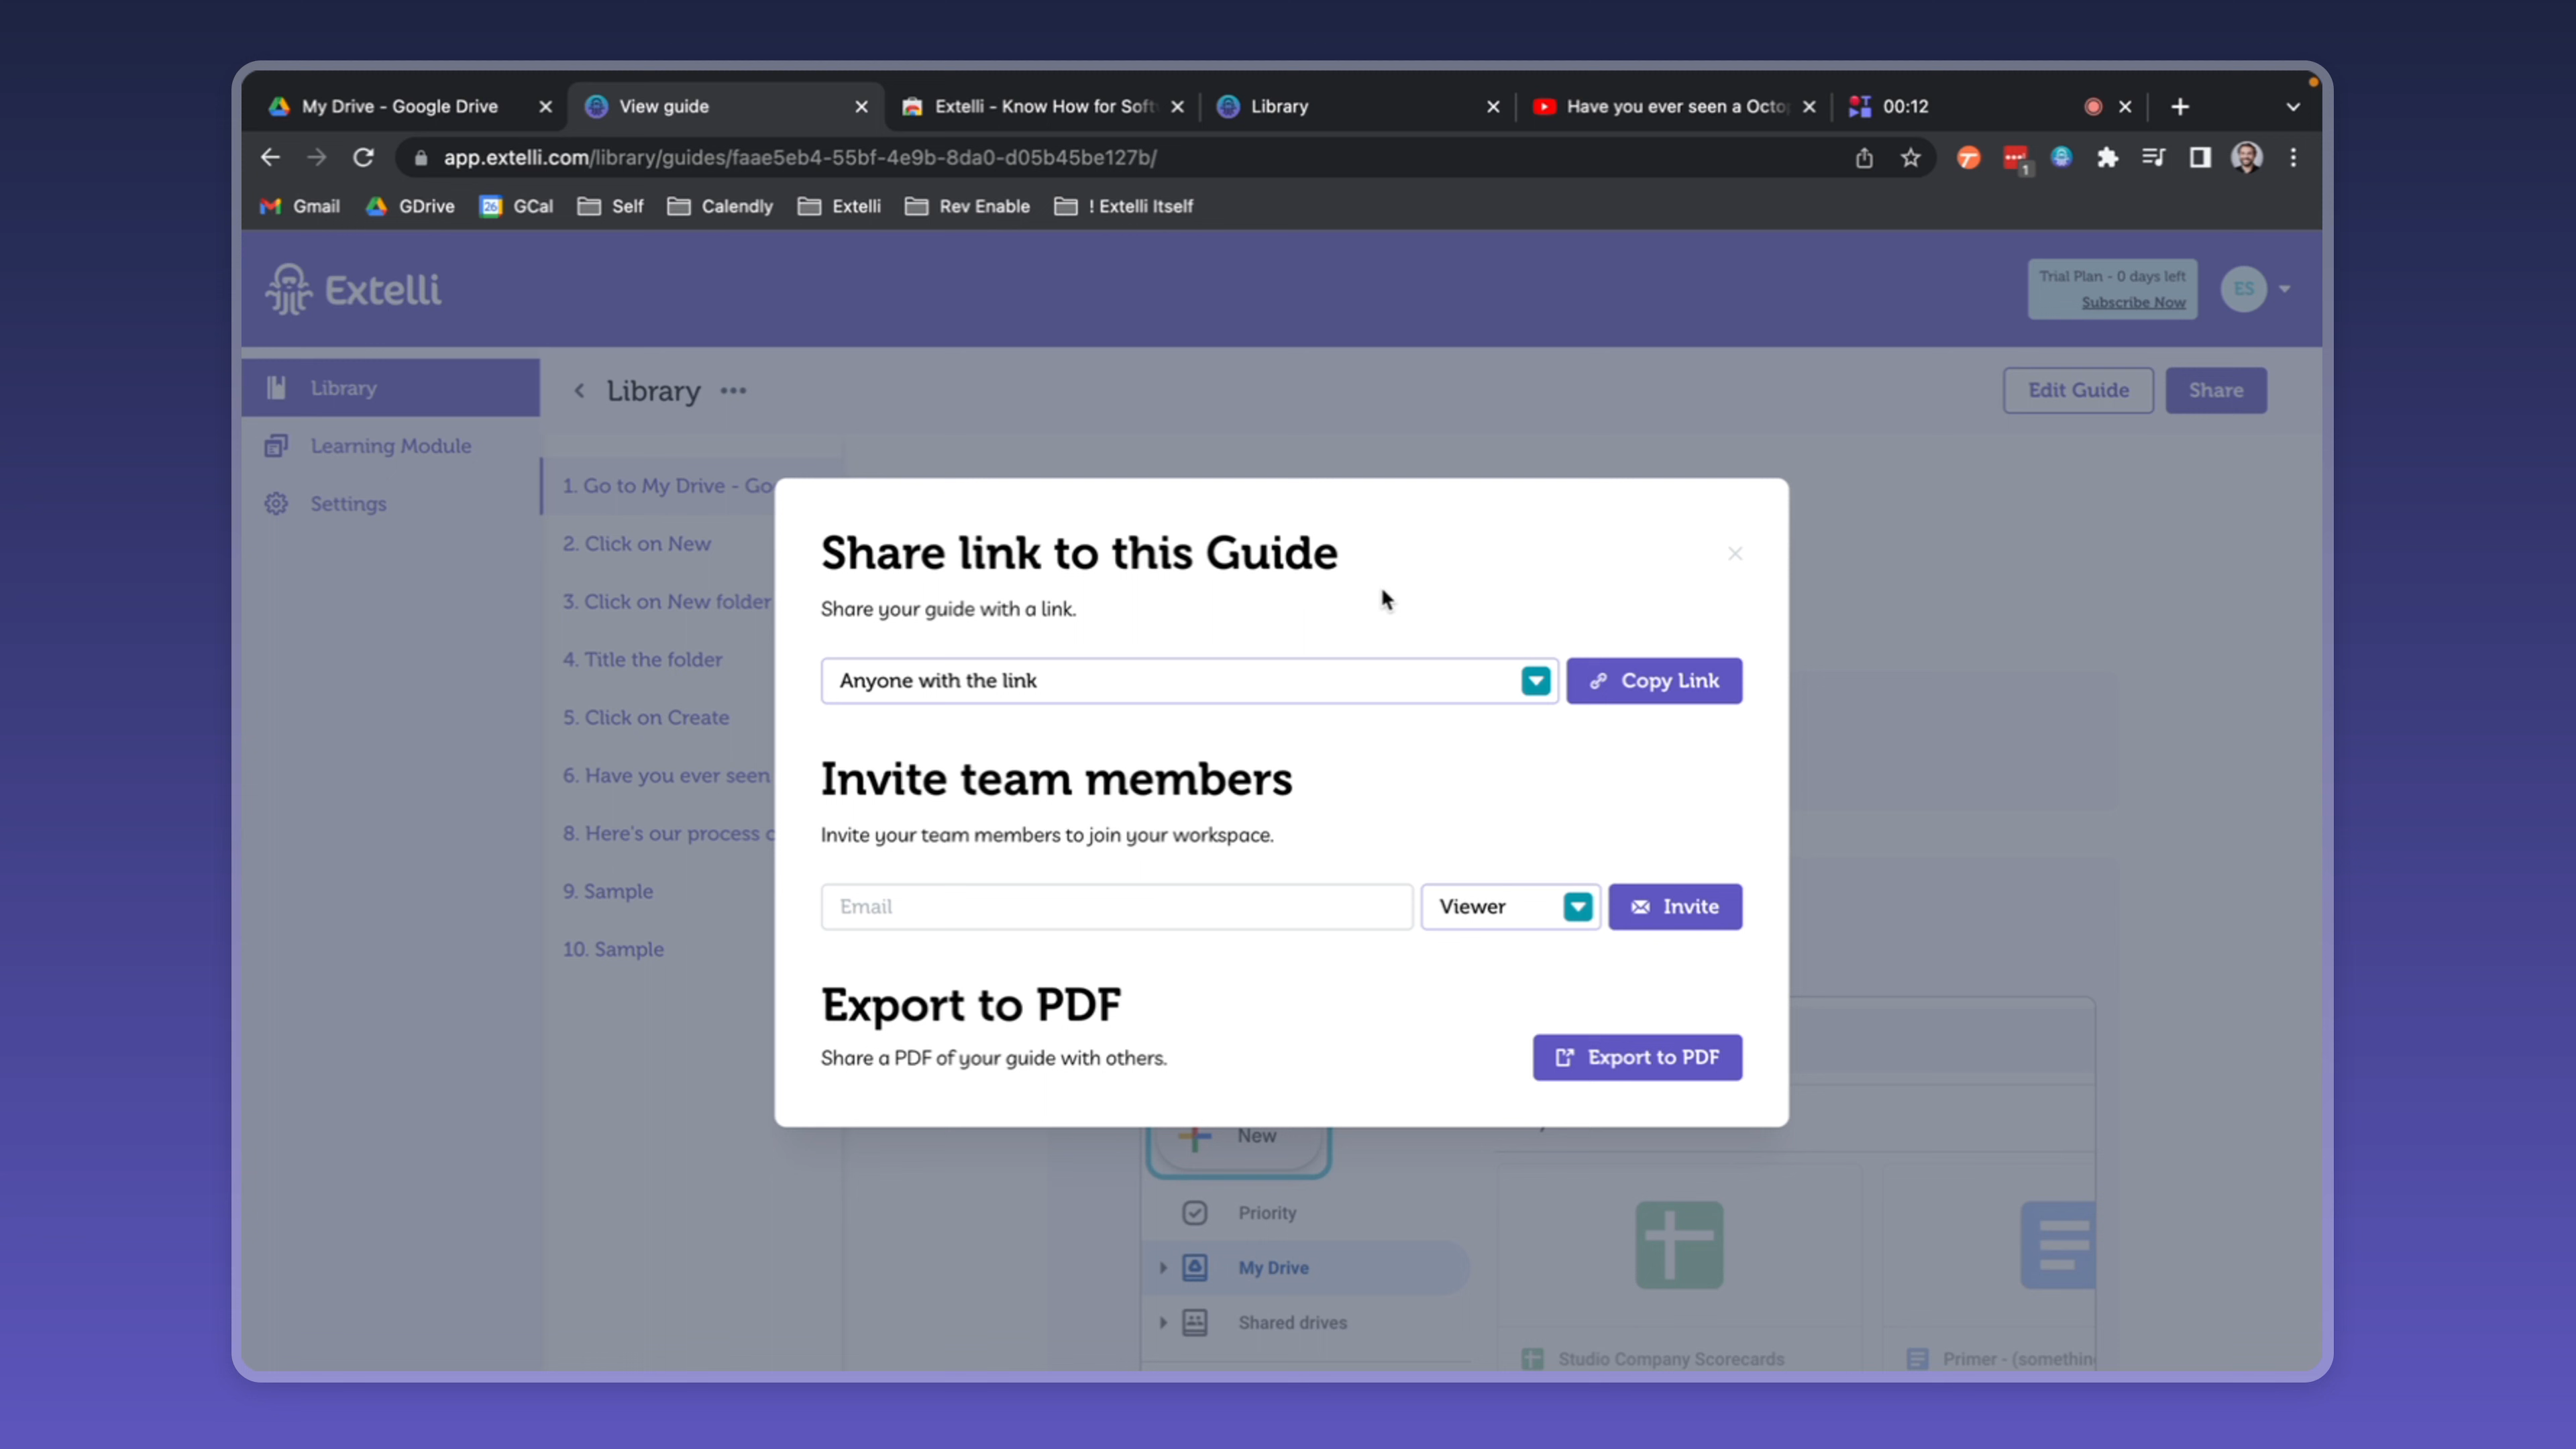 My Drive - Google Drive
View guide
Extelli - Know How for Soft
Library
Have you ever seen a Octo
00:12
app.extelli.com/library/guides/faae5eb4-55bf-4e9b-8da0-d05b45be127b/
1
Gmail
GDrive
26
GCal
Self
Calendly
Extelli
Rev Enable
! Extelli Itself
Extelli
Trial Plan - 0 days left
Subscribe Now
ES
Library
Learning Module
Settings
Library
Edit Guide
Share
1. Go to My Drive - Go
2. Click on New
3. Click on New folder
4. Title the folder
5. Click on Create
6. Have you ever seen
8. Here's our process
9. Sample
10. Sample
Share link to this Guide
Share your guide with a link.
Anyone with the link
Copy Link
Invite team members
Invite your team members to join your workspace.
Email
Viewer
Invite
Export to PDF
Share a PDF of your guide with others.
Export to PDF
New
Priority
My Drive
Shared drives
Studio Company Scorecards
Primer - (somethin